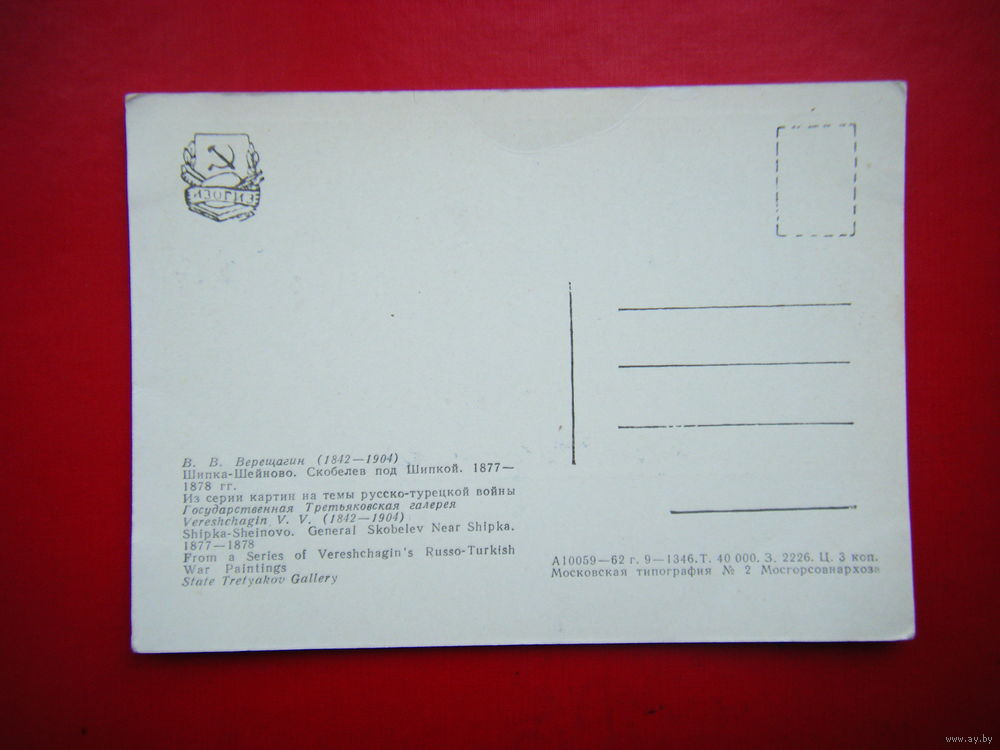 ИЗОГИЗ
В. В. Верещагин (1842—1904)
Шипка-Шейново. Скобелев под Шипкой. 1877—
1878 гг.
Из серии картин на темы русско-турецкой войны
Государственная Третьяковская галерея
Vereshchagin V. V. (1842—1904)
Shipka-Sheinovo. General Skobelev Near Shipka.
1877—1878
From a Series of Vereshchagin's Russo-Turkish
War Paintings
State Tretyakov Gallery
А10059—62 г. 9—1346. Т. 40 000. З. 2226. Ц. 3 коп.
Московская типография № 2 Мосгорсовнархоза
www.ay.by